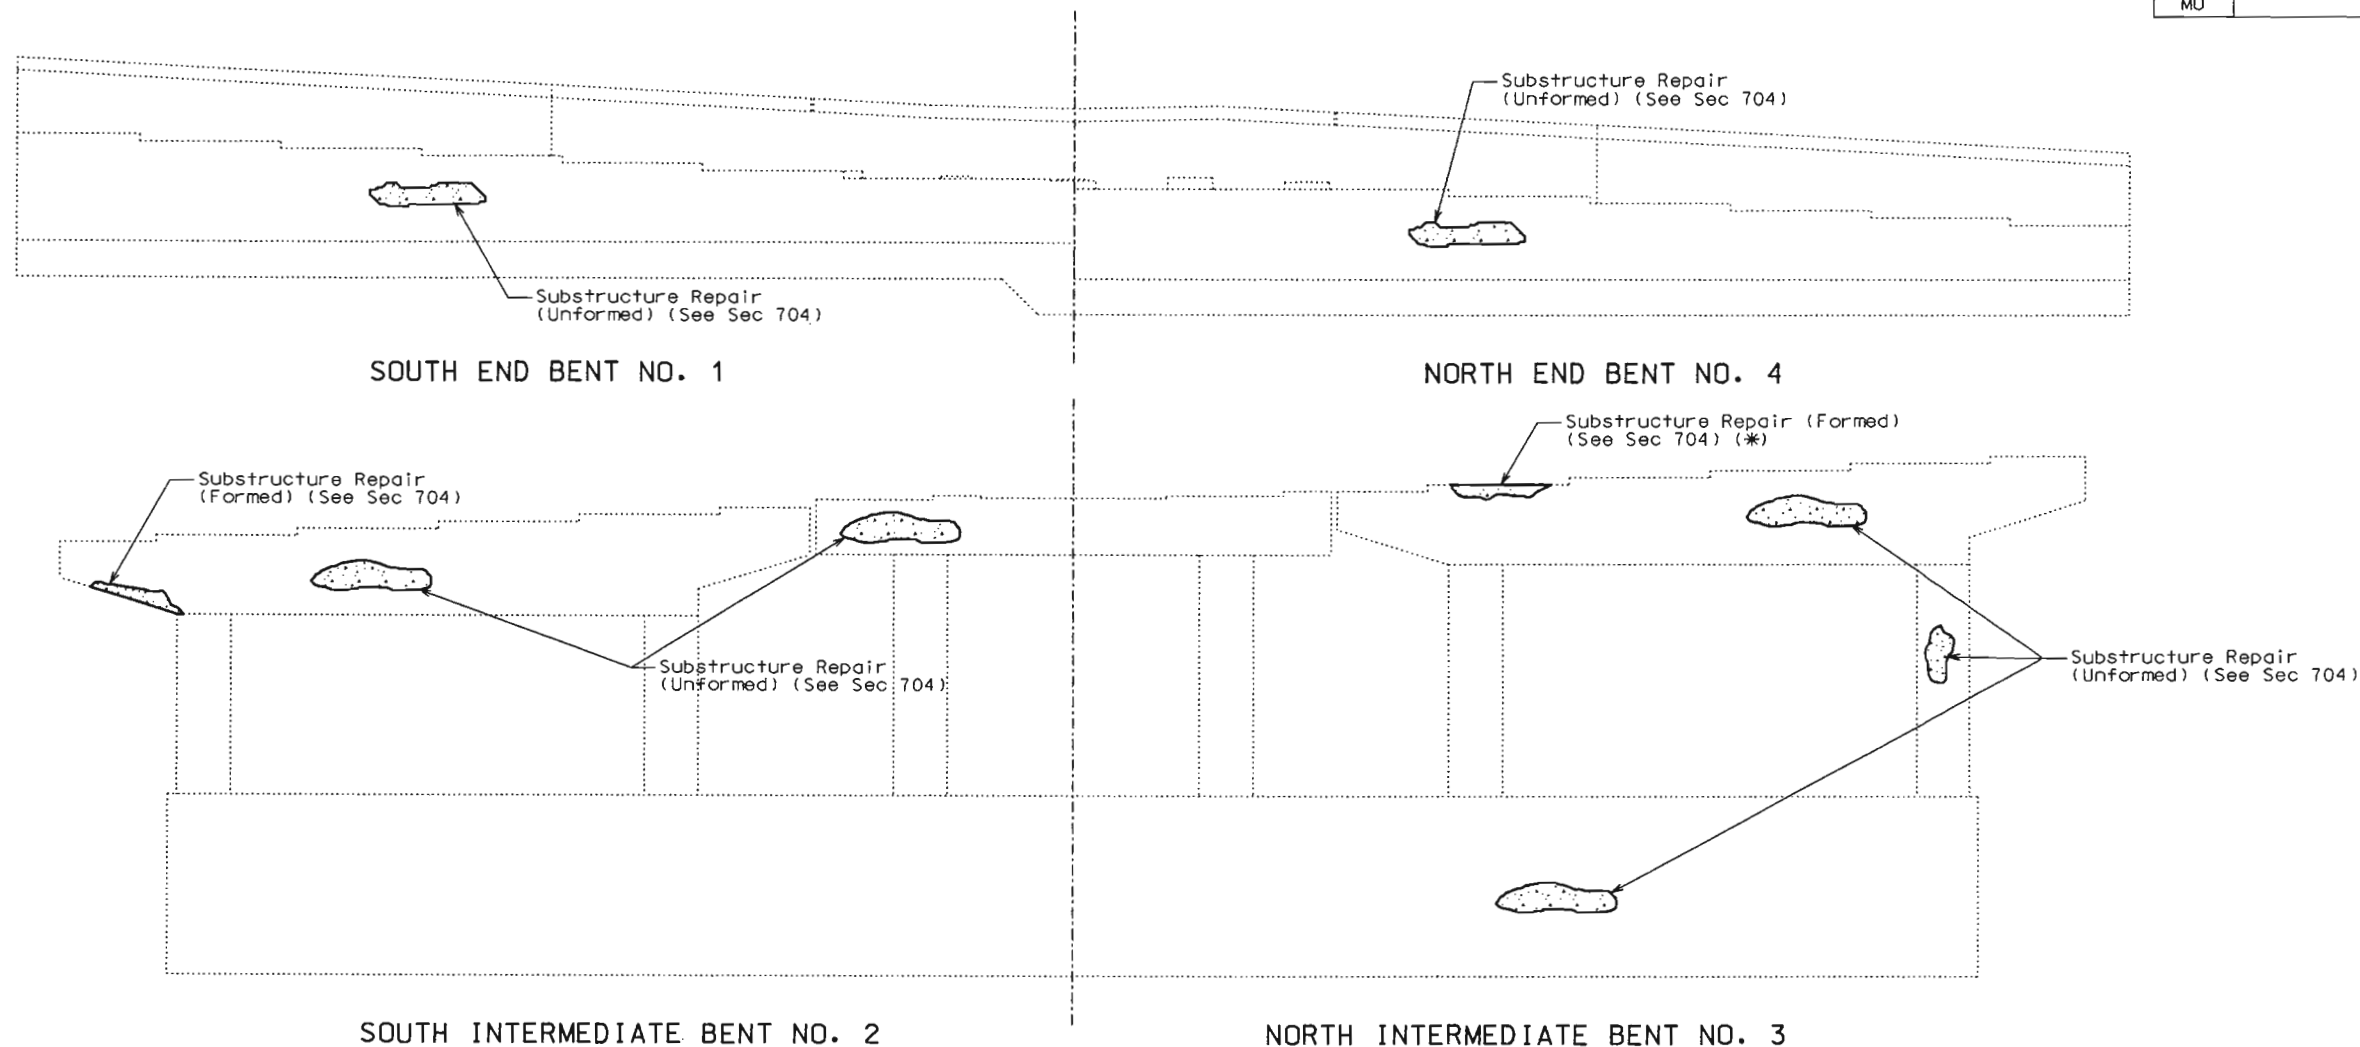 MO
Substructure Repair
(Unformed) (See Sec 704)
Substructure Repair
(Unformed) (See Sec 704)
SOUTH END BENT NO. 1
NORTH END BENT NO. 4
Substructure Repair (Formed)
(See Sec 704) (*)
Substructure Repair
(Formed) (See Sec 704)
Substructure Repair
(Unformed) (See Sec 704)
Substructure Repair
(Unformed) (See Sec 704)
SOUTH INTERMEDIATE BENT NO. 2
NORTH INTERMEDIATE BENT NO. 3